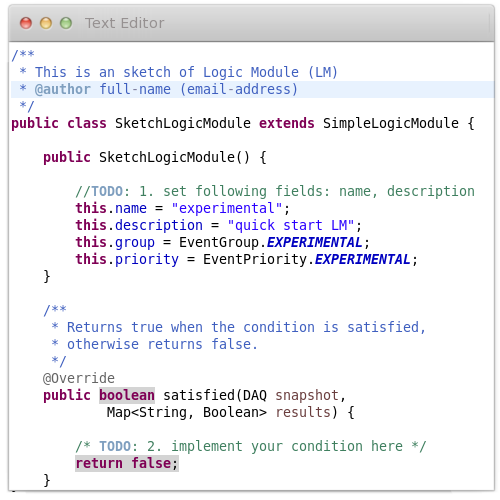 Text Editor
/**
 * This is an sketch of Logic Module (LM)
 * @author full-name (email-address)
 */
public class SketchLogicModule extends SimpleLogicModule {

    public SketchLogicModule() {

        //TODO: 1. set following fields: name, description
        this.name = "experimental";
        this.description = "quick start LM";
        this.group = EventGroup.EXPERIMENTAL;
        this.priority = EventPriority.EXPERIMENTAL;
    }

    /**
     * Returns true when the condition is satisfied,
     * otherwise returns false.
     */
    @Override
    public boolean satisfied(DAQ snapshot,
            Map<String, Boolean> results) {

        /* TODO: 2. implement your condition here */
        return false;
    }